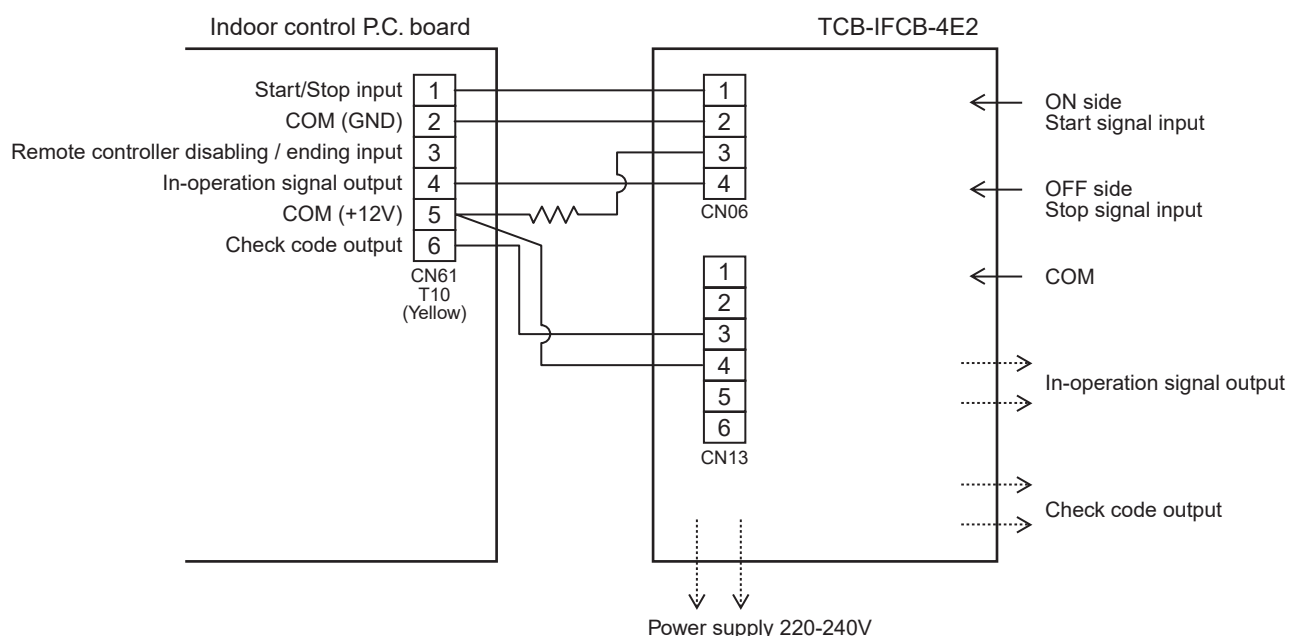 Indoor control P.C. board
TCB-IFCB-4E2
Start/Stop input 1
COM (GND) 2
Remote controller disabling / ending input 3
In-operation signal output 4
COM (+12V) 5
Check code output 6
CN61
T10
(Yellow)
1
2
3
4
CN06
1
2
3
4
5
6
CN13
ON side
Start signal input
OFF side
Stop signal input
COM
In-operation signal output
Check code output
Power supply 220-240V